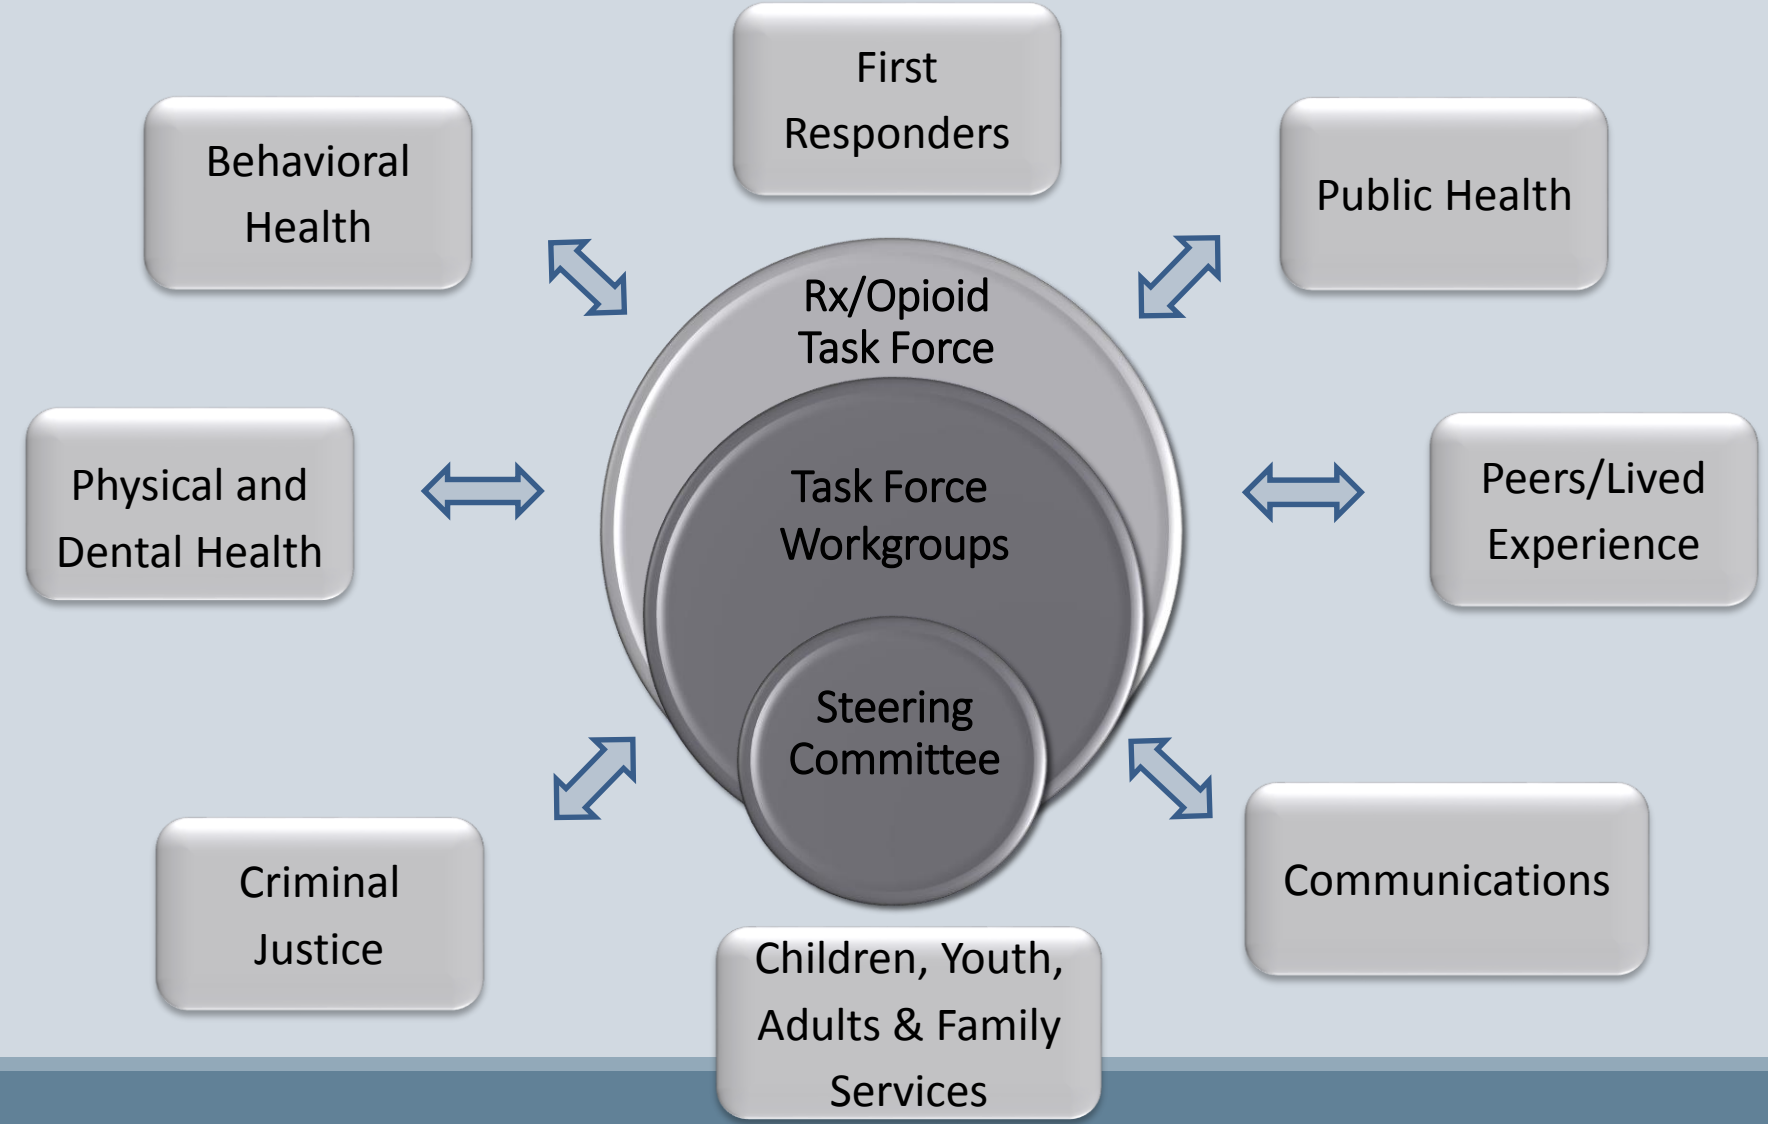 First
Responders
Behavioral
Health
Public Health
Rx/Opioid
Task Force
Physical and
Dental Health
Task Force
Workgroups
Peers/Lived
Experience
Steering
Committee
Criminal
Justice
Communications
Children, Youth,
Adults & Family
Services